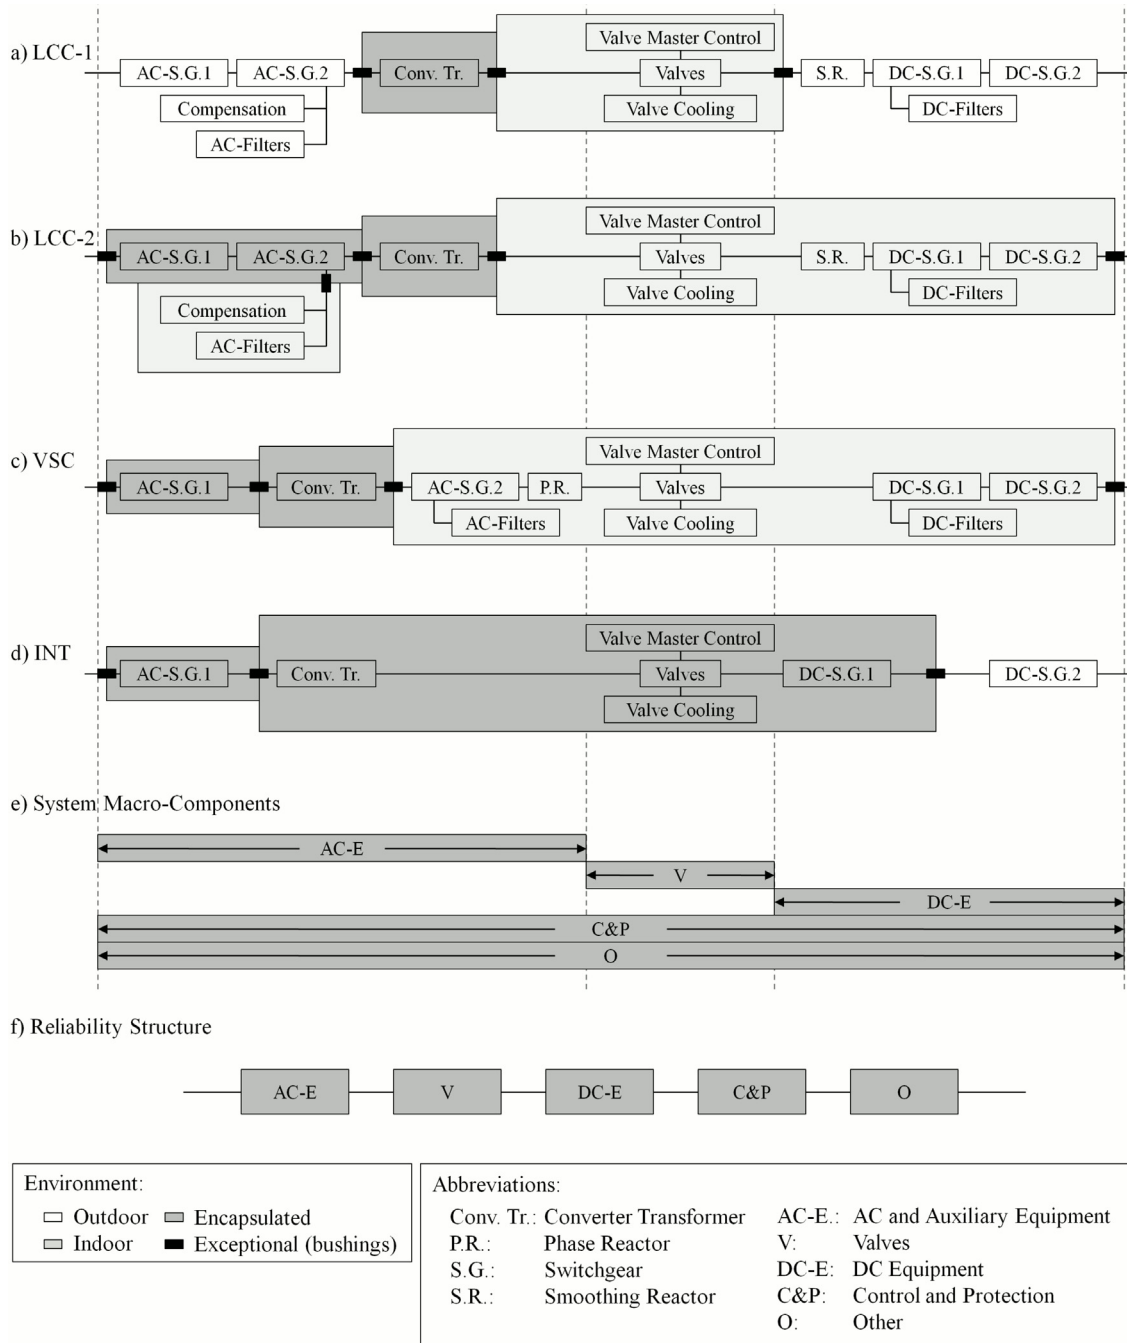 a) LCC-1
Valve Master Control
AC-S.G.1 AC-S.G.2 Conv. Tr. Valves S.R. DC-S.G.1 DC-S.G.2
Compensation Valve Cooling DC-Filters
AC-Filters
b) LCC-2
Valve Master Control
AC-S.G.1 AC-S.G.2 Conv. Tr. Valves S.R. DC-S.G.1 DC-S.G.2
Compensation Valve Cooling DC-Filters
AC-Filters
c) VSC
Valve Master Control
AC-S.G.1 Conv. Tr. AC-S.G.2 P.R. Valves DC-S.G.1 DC-S.G.2
AC-Filters Valve Cooling DC-Filters
d) INT
Valve Master Control
AC-S.G.1 Conv. Tr. Valves DC-S.G.1 DC-S.G.2
Valve Cooling
e) System Macro-Components
AC-E
V
DC-E
C&P
O
f) Reliability Structure
AC-E V DC-E C&P O
Environment:
Outdoor Encapsulated
Indoor Exceptional (bushings)
Abbreviations:
Conv. Tr.: Converter Transformer AC-E.: AC and Auxiliary Equipment
P.R.: Phase Reactor V: Valves
S.G.: Switchgear DC-E: DC Equipment
S.R.: Smoothing Reactor C&P: Control and Protection
O: Other